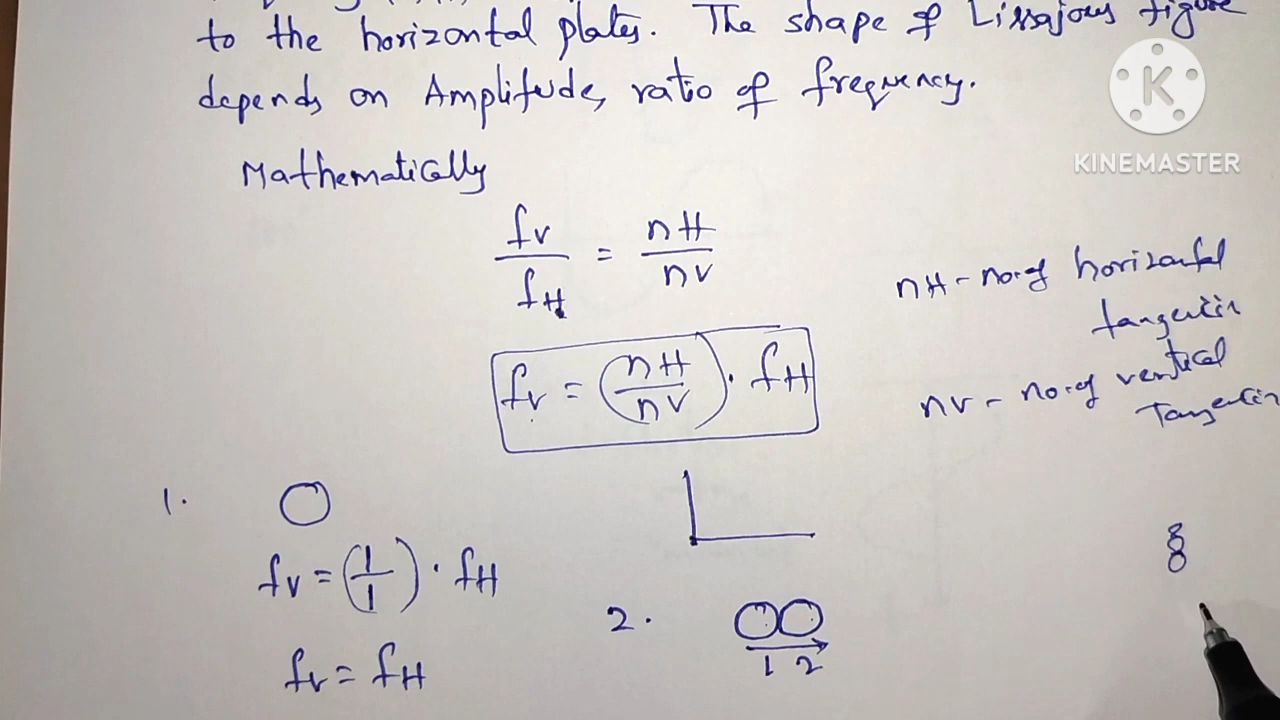 to the horizontal plates. The shape of Lissajous figure
depends on Amplitude, ratio of frequency.
K
KINEMASTER
Mathematically
fv/fH = nH/nv
nH - no. of horizontal
fv = (nH/nv) . fH
nv - no. of vertical
1.
fv = (1/1) . fH
2.
1 2
fv = fH